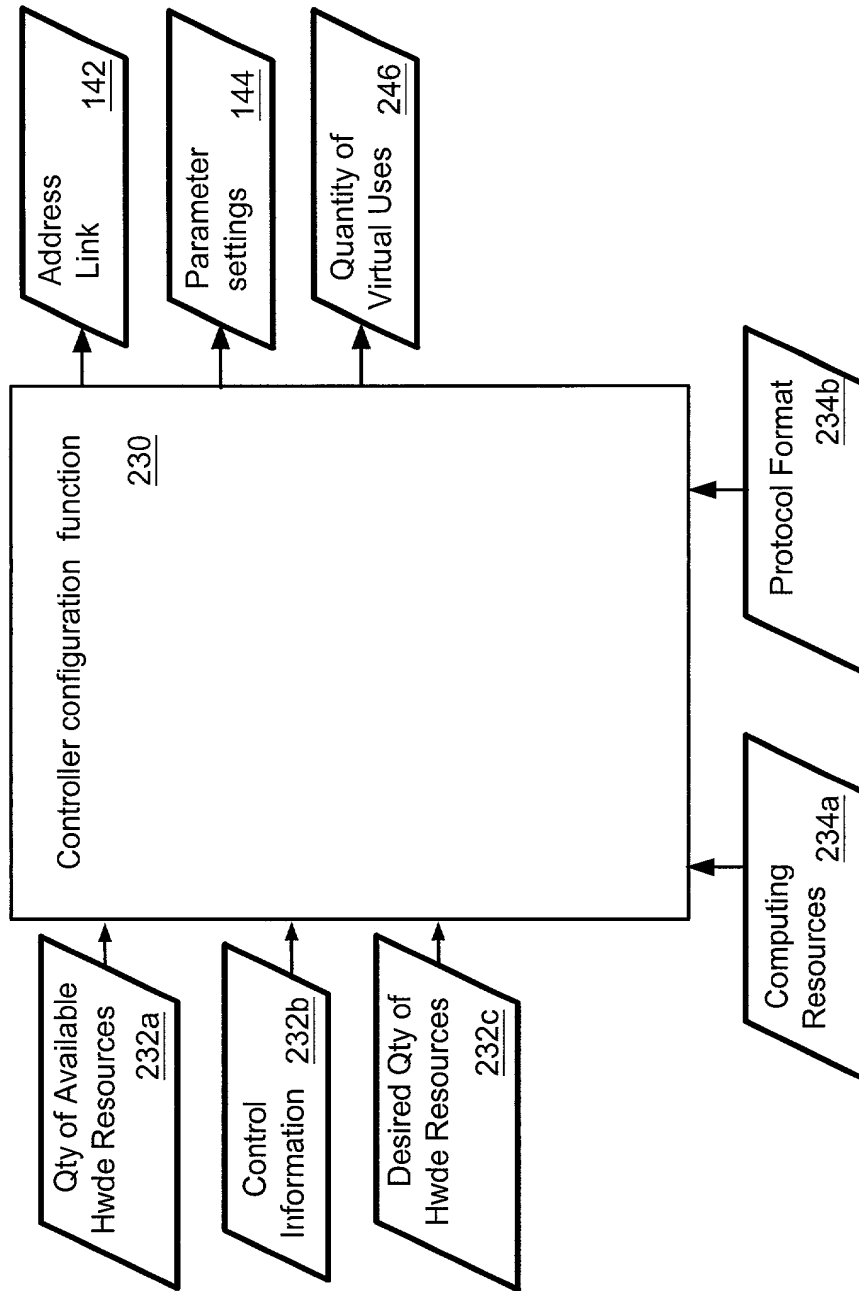 Qty of Available
Hwde Resources
232a
Control
Information 232b
Desired Qty of
Hwde Resources
232c
Controller configuration function
230
Address
Link 142
Parameter
settings 144
Quantity of
Virtual Uses 246
Computing
Resources 234a
Protocol Format
234b